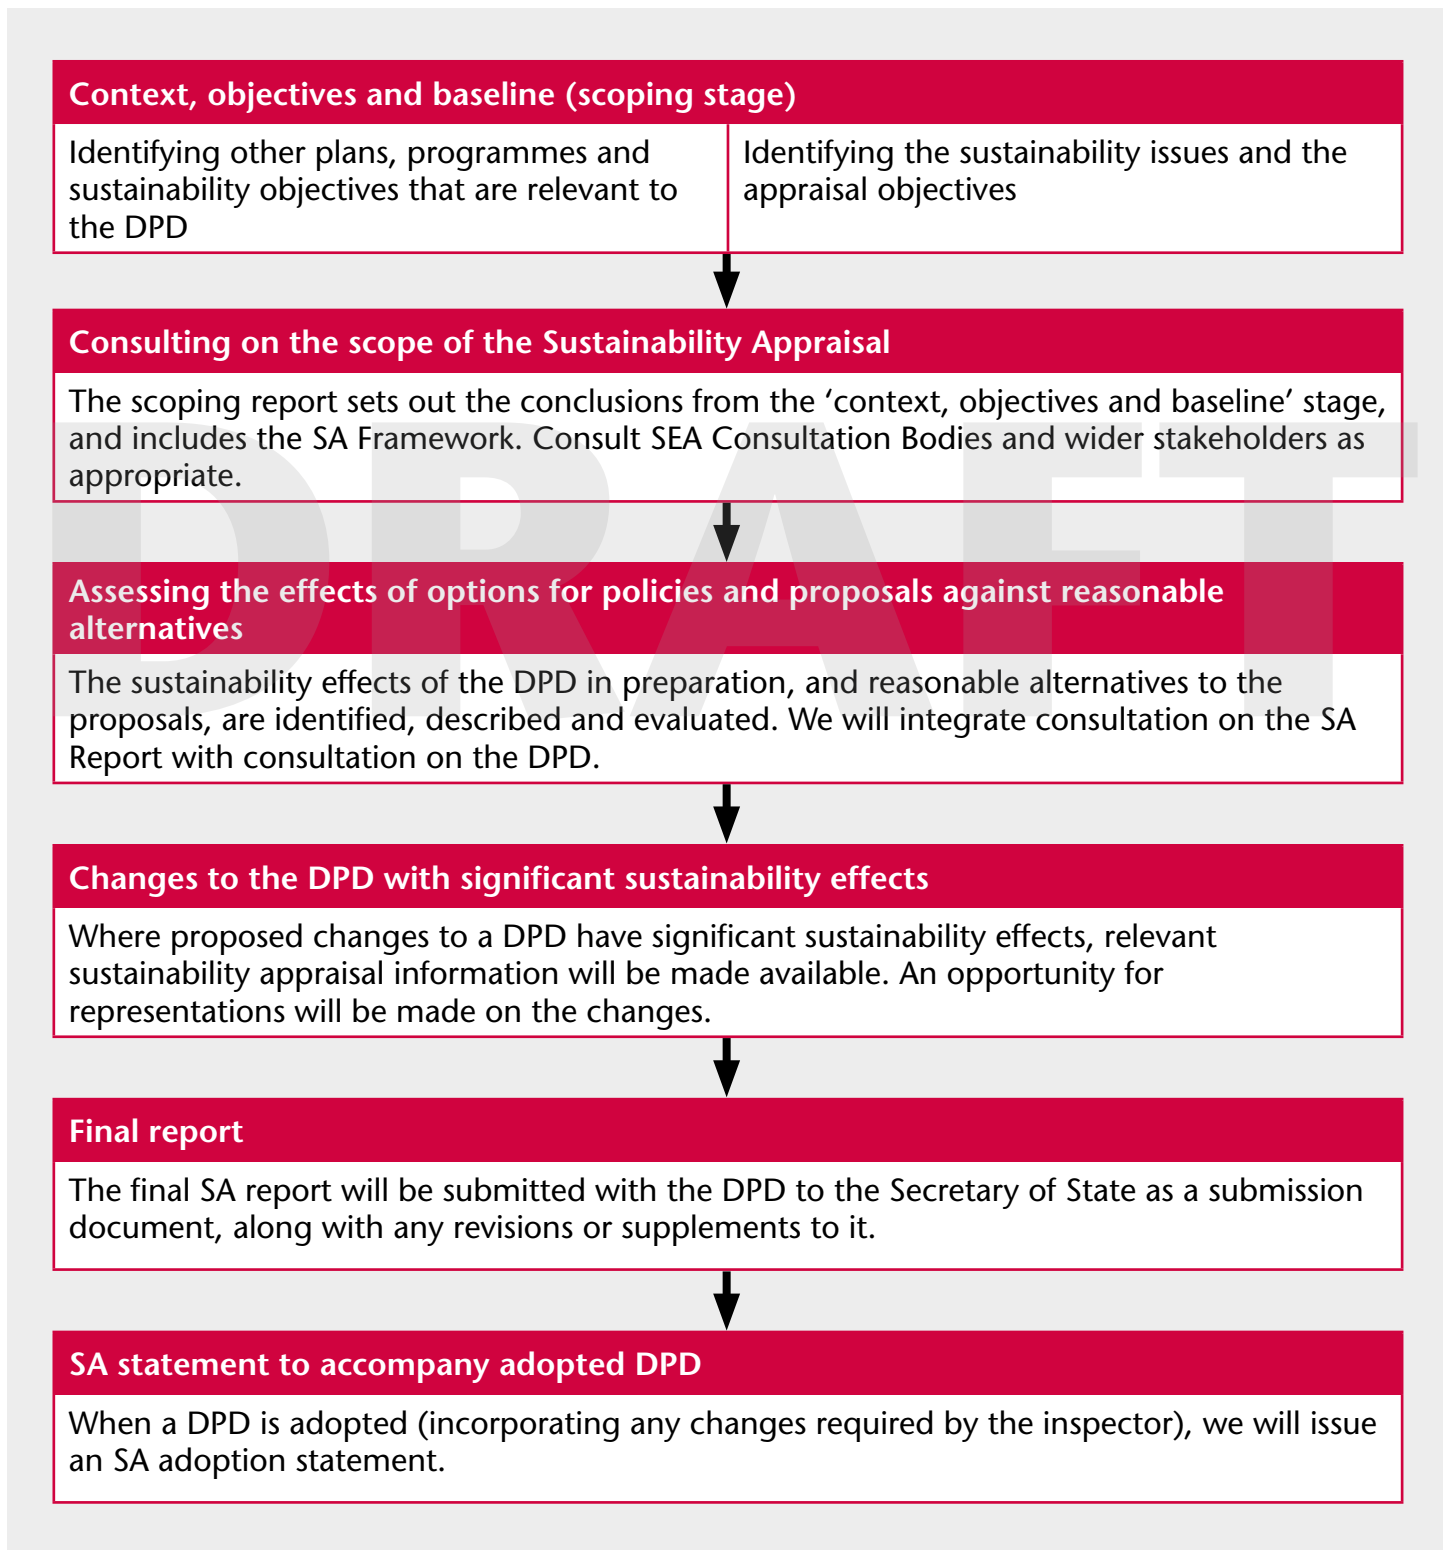 Context, objectives and baseline (scoping stage)
Identifying other plans, programmes and
sustainability objectives that are relevant to
the DPD
Identifying the sustainability issues and the
appraisal objectives
Consulting on the scope of the Sustainability Appraisal
The scoping report sets out the conclusions from the ‘context, objectives and baseline’ stage,
and includes the SA Framework. Consult SEA Consultation Bodies and wider stakeholders as
appropriate.
DRAFT
Assessing the effects of options for policies and proposals against reasonable
alternatives
The sustainability effects of the DPD in preparation, and reasonable alternatives to the
proposals, are identified, described and evaluated. We will integrate consultation on the SA
Report with consultation on the DPD.
Changes to the DPD with significant sustainability effects
Where proposed changes to a DPD have significant sustainability effects, relevant
sustainability appraisal information will be made available. An opportunity for
representations will be made on the changes.
Final report
The final SA report will be submitted with the DPD to the Secretary of State as a submission
document, along with any revisions or supplements to it.
SA statement to accompany adopted DPD
When a DPD is adopted (incorporating any changes required by the inspector), we will issue
an SA adoption statement.